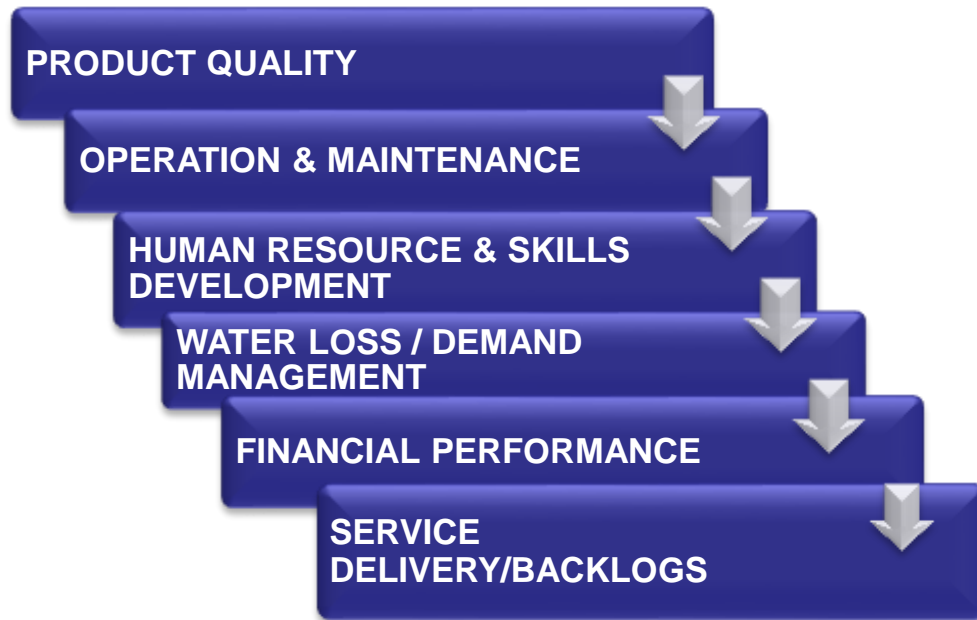 PRODUCT QUALITY
OPERATION & MAINTENANCE
HUMAN RESOURCE & SKILLS
DEVELOPMENT
WATER LOSS / DEMAND
MANAGEMENT
FINANCIAL PERFORMANCE
SERVICE
DELIVERY/BACKLOGS